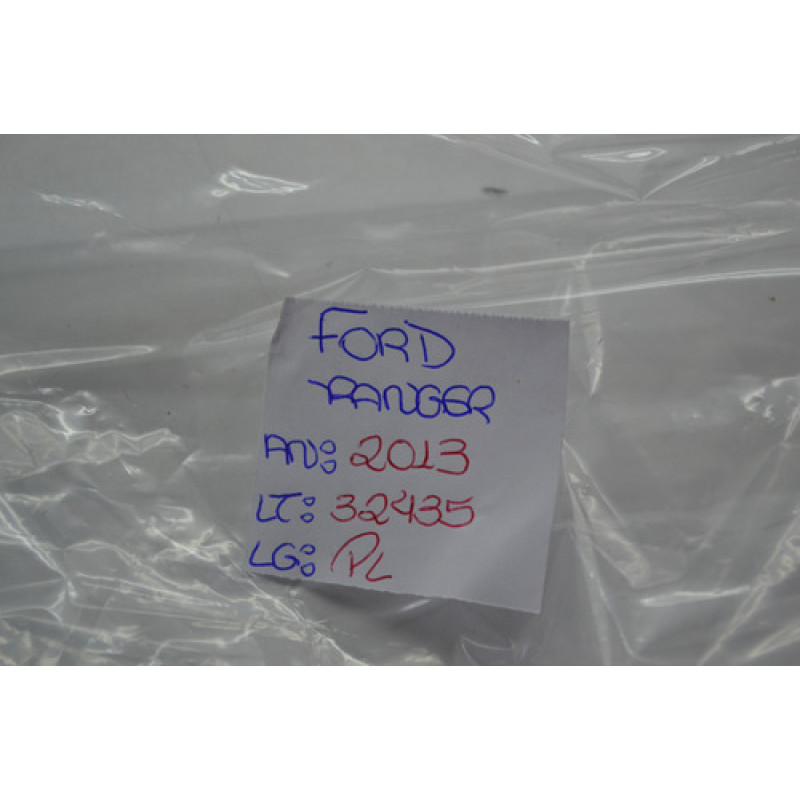 FORD
RANGER
AN: 2013
LT: 32435
LG: PL